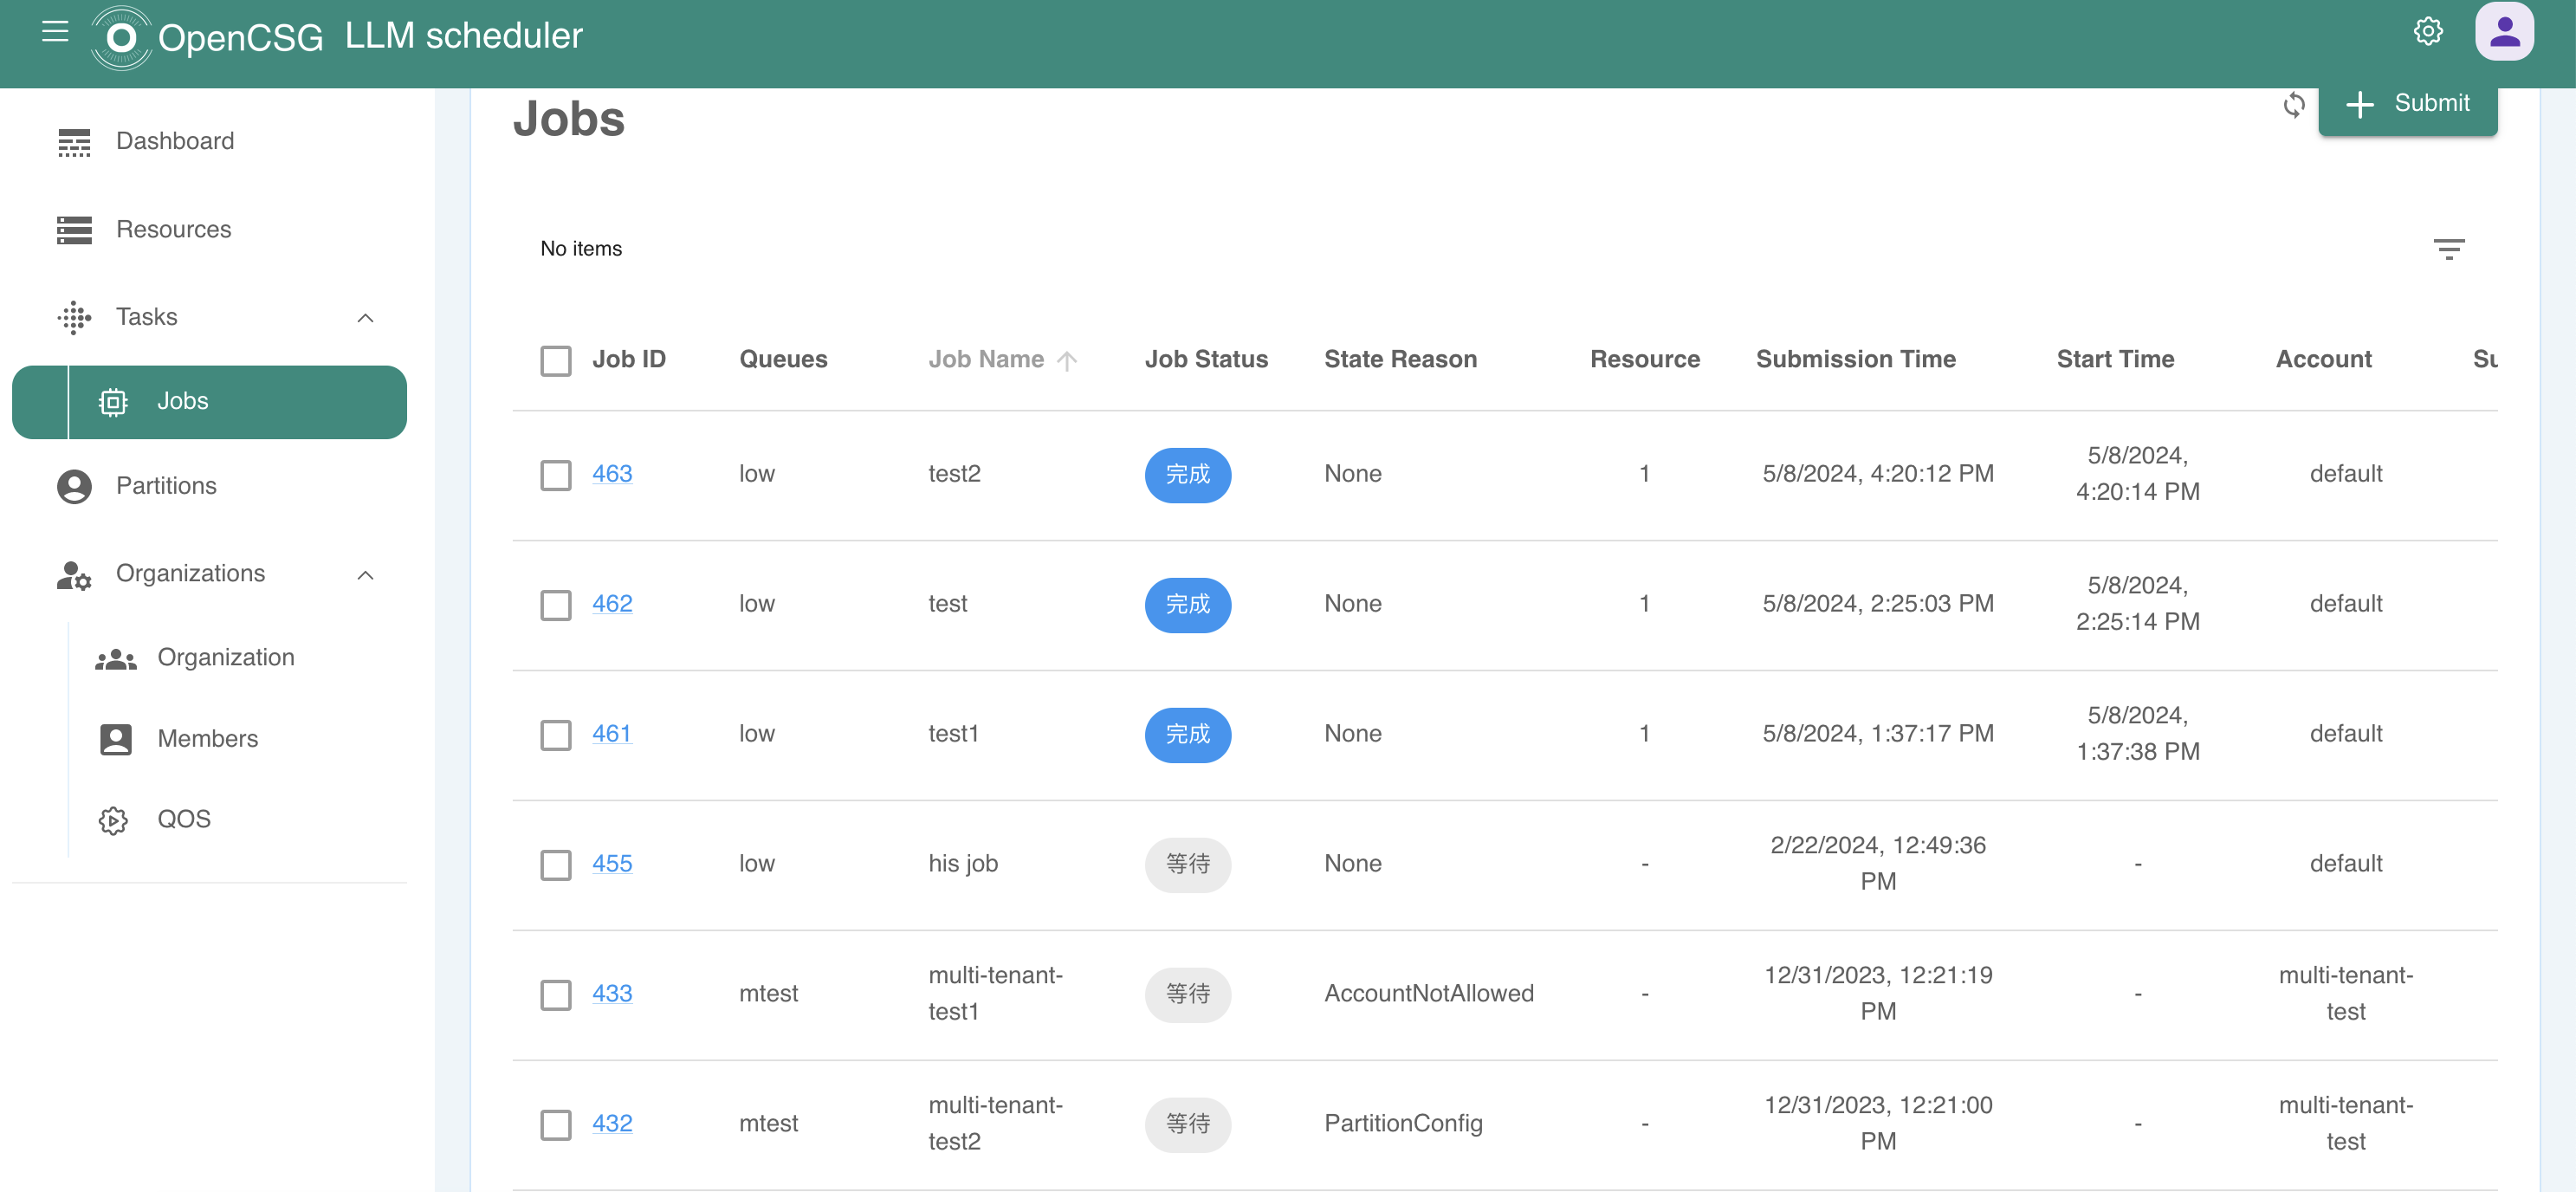 OpenCSG LLM scheduler
Dashboard
Resources
Tasks
Jobs
Partitions
Organizations
Organization
Members
QOS
Jobs
Submit
No items
Job ID Queues Job Name Job Status State Reason Resource Submission Time Start Time Account Su
463 low test2 完成 None 1 5/8/2024, 4:20:12 PM 5/8/2024, 4:20:14 PM default
462 low test 完成 None 1 5/8/2024, 2:25:03 PM 5/8/2024, 2:25:14 PM default
461 low test1 完成 None 1 5/8/2024, 1:37:17 PM 5/8/2024, 1:37:38 PM default
455 low his job 等待 None - 2/22/2024, 12:49:36 PM - default
433 mtest multi-tenant-test1 等待 AccountNotAllowed - 12/31/2023, 12:21:19 PM - multi-tenant-test
432 mtest multi-tenant-test2 等待 PartitionConfig - 12/31/2023, 12:21:00 PM - multi-tenant-test